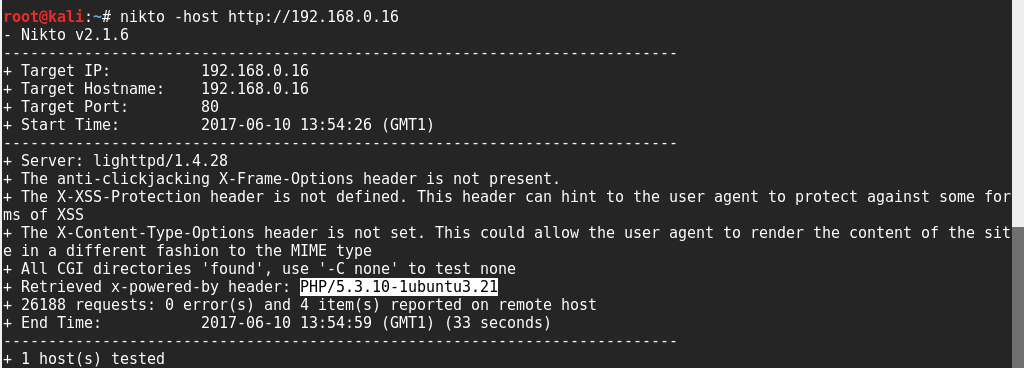 root@kali:~# nikto -host http://192.168.0.16
- Nikto v2.1.6
---------------------------------------------------------------------------
+ Target IP:          192.168.0.16
+ Target Hostname:    192.168.0.16
+ Target Port:        80
+ Start Time:         2017-06-10 13:54:26 (GMT1)
---------------------------------------------------------------------------
+ Server: lighttpd/1.4.28
+ The anti-clickjacking X-Frame-Options header is not present.
+ The X-XSS-Protection header is not defined. This header can hint to the user agent to protect against some for
ms of XSS
+ The X-Content-Type-Options header is not set. This could allow the user agent to render the content of the sit
e in a different fashion to the MIME type
+ All CGI directories 'found', use '-C none' to test none
+ Retrieved x-powered-by header: PHP/5.3.10-1ubuntu3.21
+ 26188 requests: 0 error(s) and 4 item(s) reported on remote host
+ End Time:           2017-06-10 13:54:59 (GMT1) (33 seconds)
---------------------------------------------------------------------------
+ 1 host(s) tested